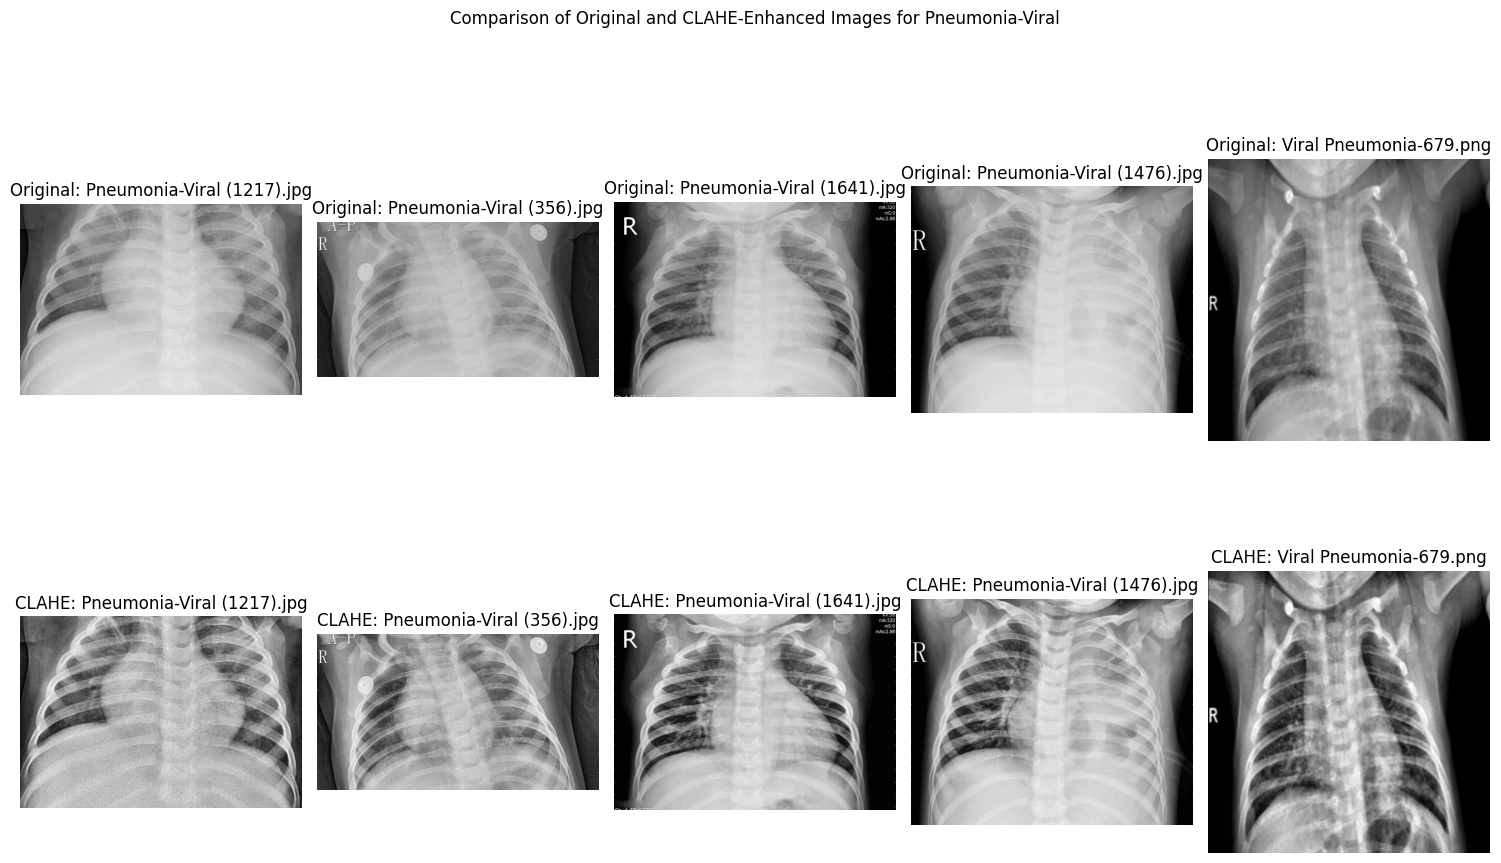 Comparison of Original and CLAHE-Enhanced Images for Pneumonia-Viral
Original: Viral Pneumonia-679.png
Original: Pneumonia-Viral (1476).jpg
Original: Pneumonia-Viral (1641).jpg
Original: Pneumonia-Viral (1217).jpg
Original: Pneumonia-Viral (356).jpg
A-P
R
R
R
R
CLAHE: Viral Pneumonia-679.png
CLAHE: Pneumonia-Viral (1476).jpg
CLAHE: Pneumonia-Viral (1641).jpg
CLAHE: Pneumonia-Viral (1217).jpg
CLAHE: Pneumonia-Viral (356).jpg
A-P
R
R
R
R